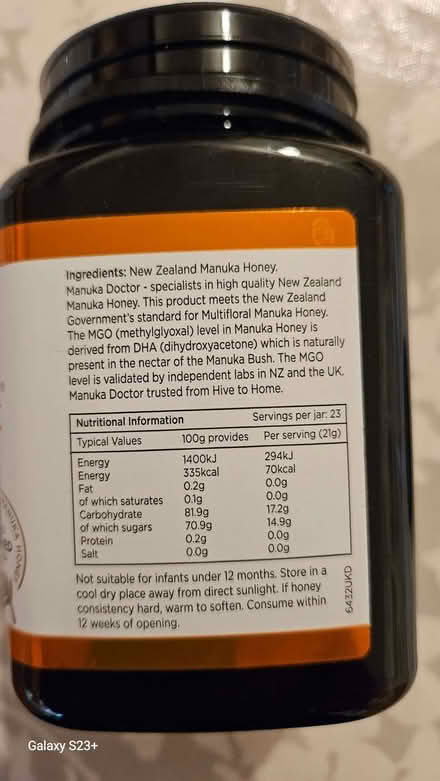 Ingredients: New Zealand Manuka Honey.
Manuka Doctor - specialists in high quality New Zealand
Manuka Honey. This product meets the New Zealand
Government's standard for Multifloral Manuka Honey.
The MGO (methylglyoxal) level in Manuka Honey is
derived from DHA (dihydroxyacetone) which is naturally
present in the nectar of the Manuka Bush. The MGO
level is validated by independent labs in NZ and the UK.
Manuka Doctor trusted from Hive to Home.
Nutritional Information Servings per jar: 23
Typical Values 100g provides Per serving (21g)
Energy 1400kJ 294kJ
Energy 335kcal 70kcal
Fat 0.2g 0.0g
of which saturates 0.1g 0.0g
Carbohydrate 81.9g 17.2g
of which sugars 70.9g 14.9g
Protein 0.2g 0.0g
Salt 0.0g 0.0g
Not suitable for infants under 12 months. Store in a
cool dry place away from direct sunlight. If honey
consistency hard, warm to soften. Consume within
12 weeks of opening.
6432UKD
Galaxy S23+